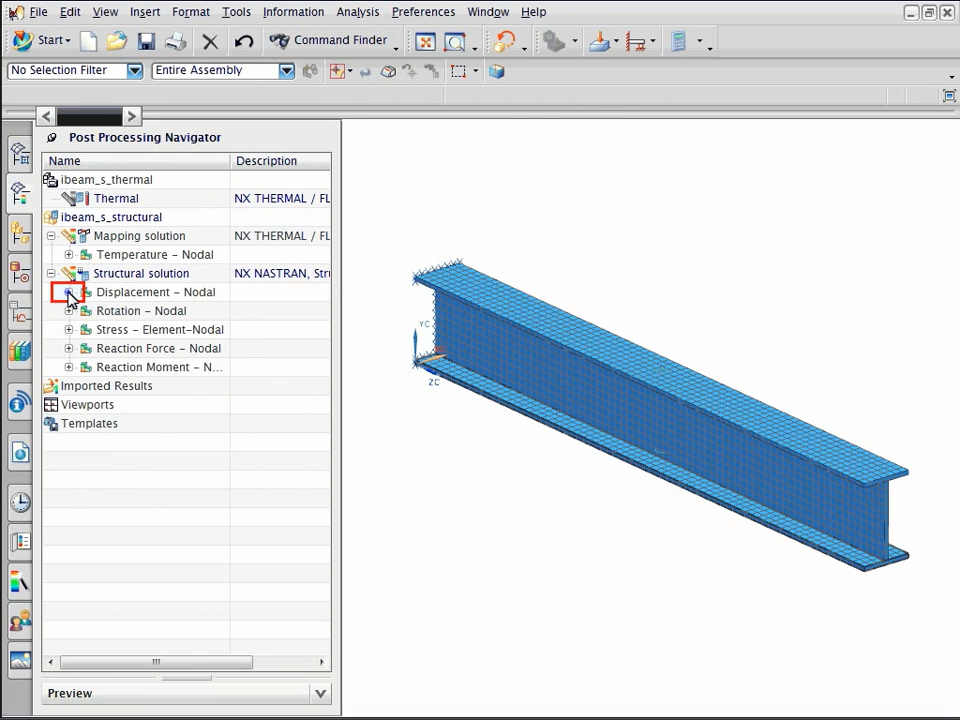 File Edit View Insert Format Tools Information Analysis Preferences Window Help
Start Command Finder
No Selection Filter Entire Assembly
Post Processing Navigator
Name Description
ibeam_s_thermal
Thermal NX THERMAL / FL
ibeam_s_structural
Mapping solution NX THERMAL / FL
Temperature - Nodal
Structural solution NX NASTRAN, Stru
Displacement - Nodal
Rotation - Nodal
Stress - Element-Nodal
Reaction Force - Nodal
Reaction Moment - N...
Imported Results
Viewports
Templates
YC
ZC
Preview